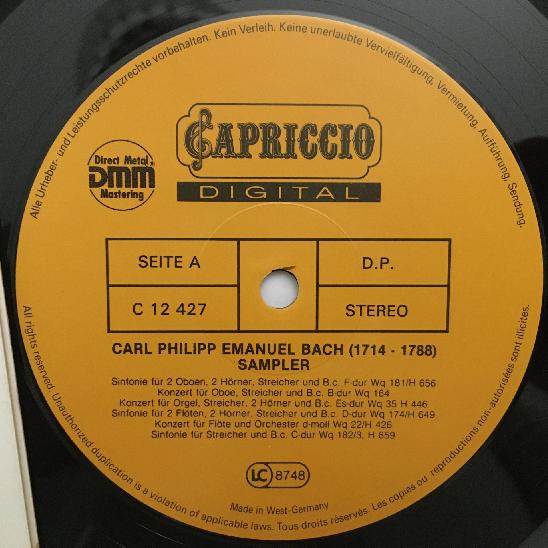 Alle Urheber- und Leistungsschutzrechte vorbehalten. Kein Verleih. Keine unerlaubte Vervielfältigung, Vermietung, Aufführung, Sendung.
CAPRICCIO
DIGITAL
Direct Metal
DMM
Mastering
SEITE A
D.P.
C 12 427
STEREO
CARL PHILIPP EMANUEL BACH (1714 - 1788)
SAMPLER
Sinfonie für 2 Oboen, 2 Hörner, Streicher und B.c. F-dur Wq 181/H 656
Konzert für Oboe, Streicher und B.c. B-dur Wq 164
Konzert für Orgel, Streicher, 2 Hörner und B.c. Es-dur Wq 35 H 446
Sinfonie für 2 Flöten, 2 Hörner, Streicher und B.c. D-dur Wq 174/H 649
Konzert für Flöte und Orchester d-moll Wq 22/H 426
Sinfonie für Streicher und B.c. C-dur Wq 182/3, H 659
LC 8748
Made in West-Germany
All rights reserved. Unauthorized duplication is a violation of applicable laws. Tous droits réservés. Les copies ou reproductions non-autorisées sont illicites.